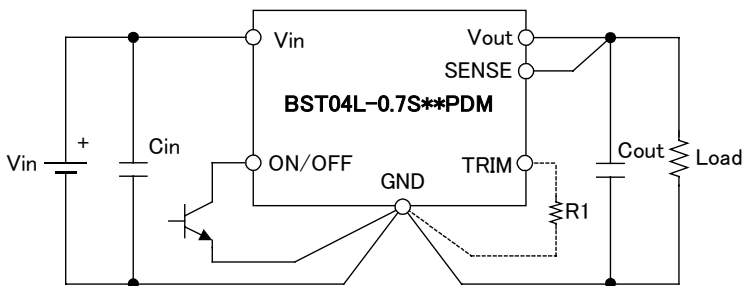 Vin
Vout
SENSE
BST04L-0.7S**PDM
+
Vin
Cin
ON/OFF
TRIM
GND
R1
Cout
Load